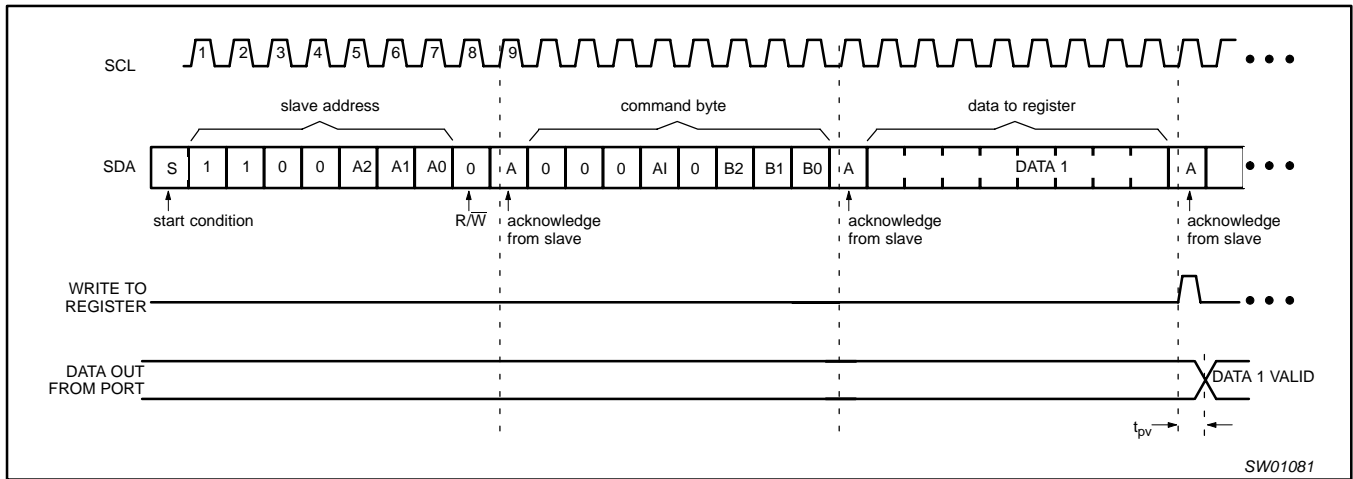 SCL 1 2 3 4 5 6 7 8 9
slave address command byte data to register
SDA S 1 1 0 0 A2 A1 A0 0 A 0 0 0 AI 0 B2 B1 B0 A DATA 1 A
start condition R/W̅ acknowledge from slave acknowledge from slave acknowledge from slave
WRITE TO
REGISTER
DATA OUT
FROM PORT
DATA 1 VALID
tpv
SW01081